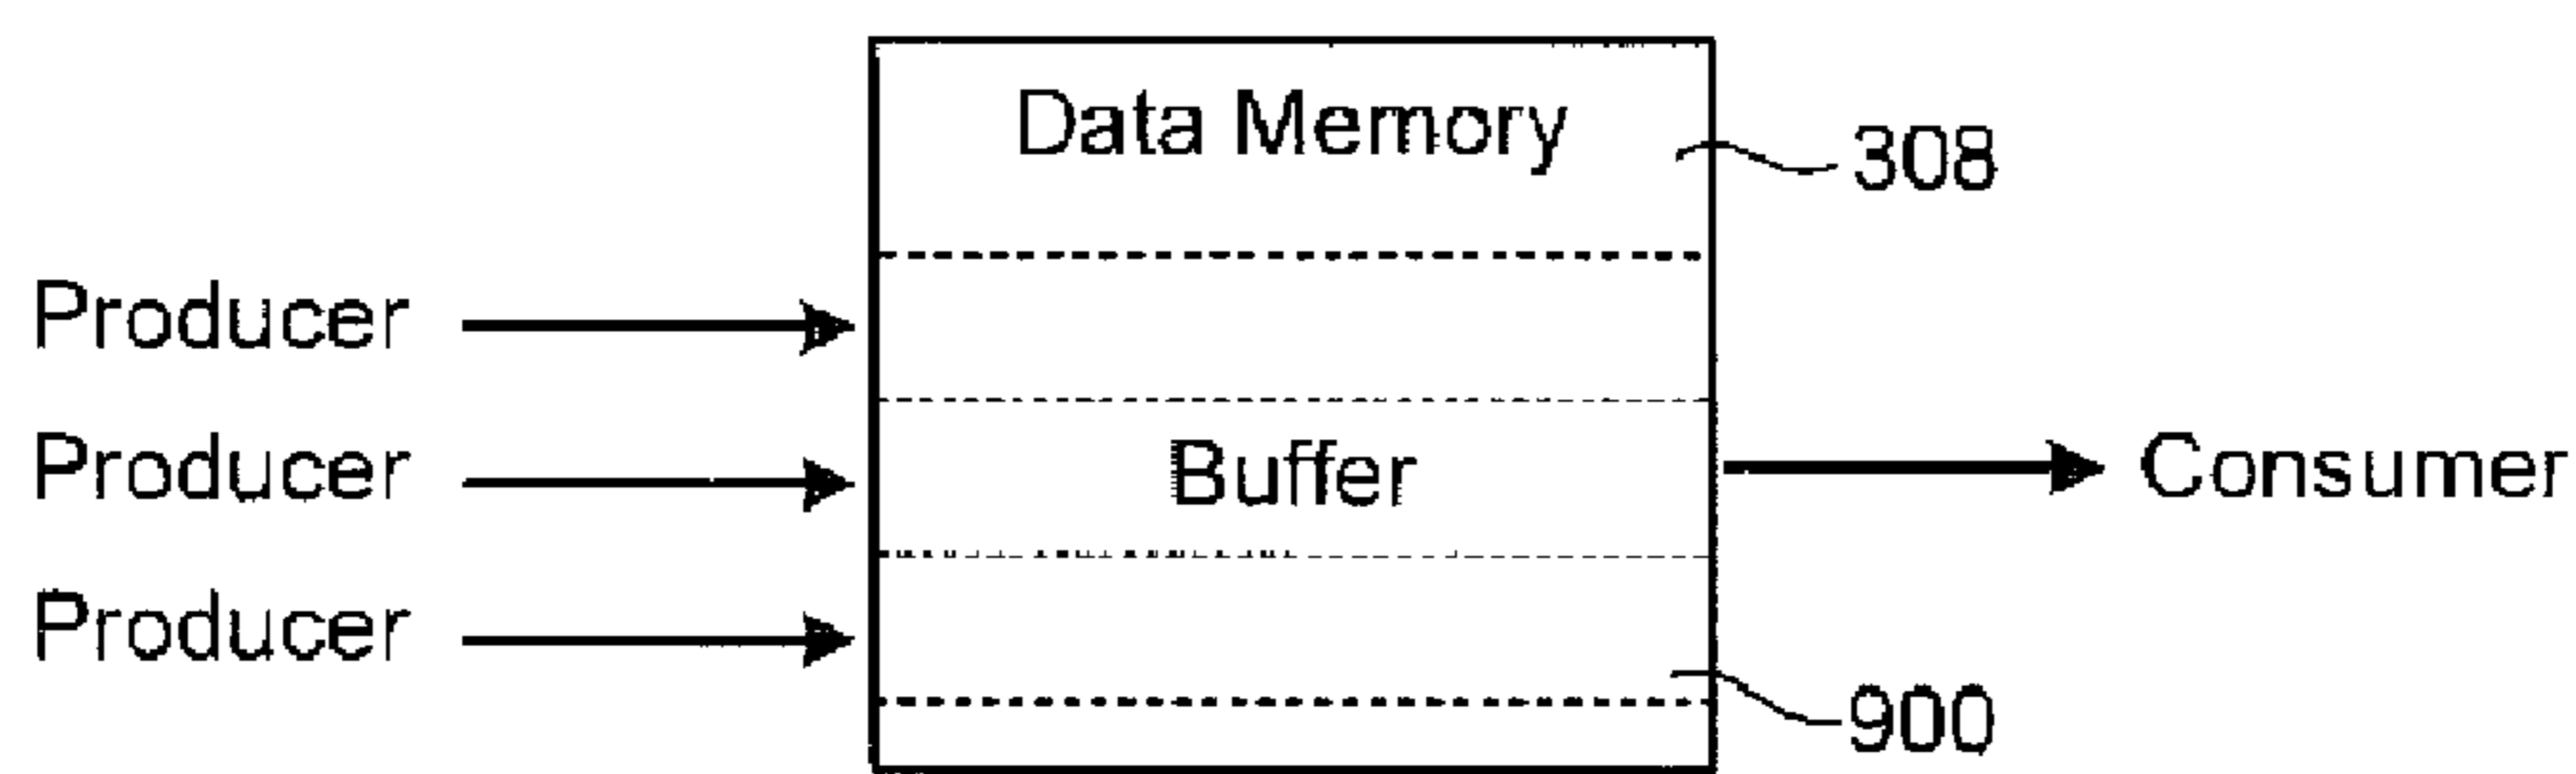 Data Memory
308
Producer
Producer
Buffer
Consumer
Producer
900